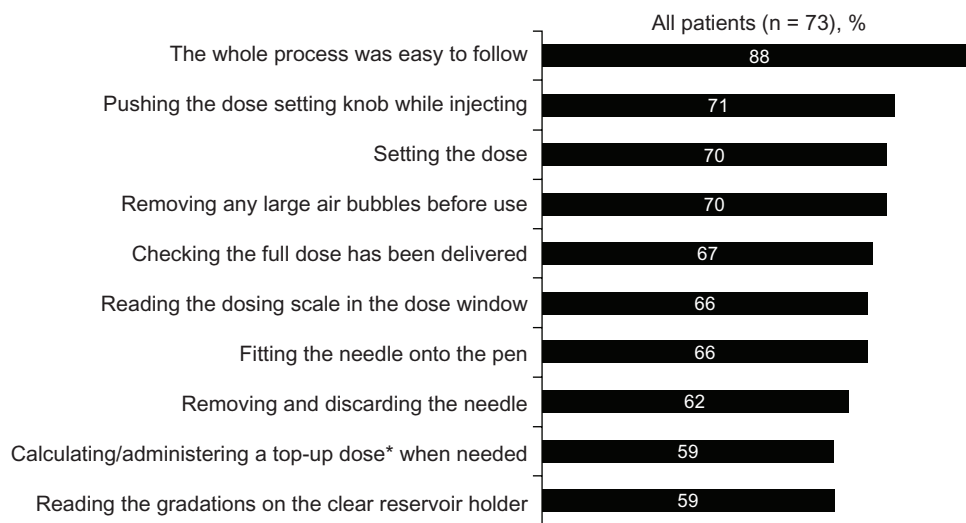 All patients (n = 73), %
The whole process was easy to follow 88
Pushing the dose setting knob while injecting 71
Setting the dose 70
Removing any large air bubbles before use 70
Checking the full dose has been delivered 67
Reading the dosing scale in the dose window 66
Fitting the needle onto the pen 66
Removing and discarding the needle 62
Calculating/administering a top-up dose* when needed 59
Reading the gradations on the clear reservoir holder 59